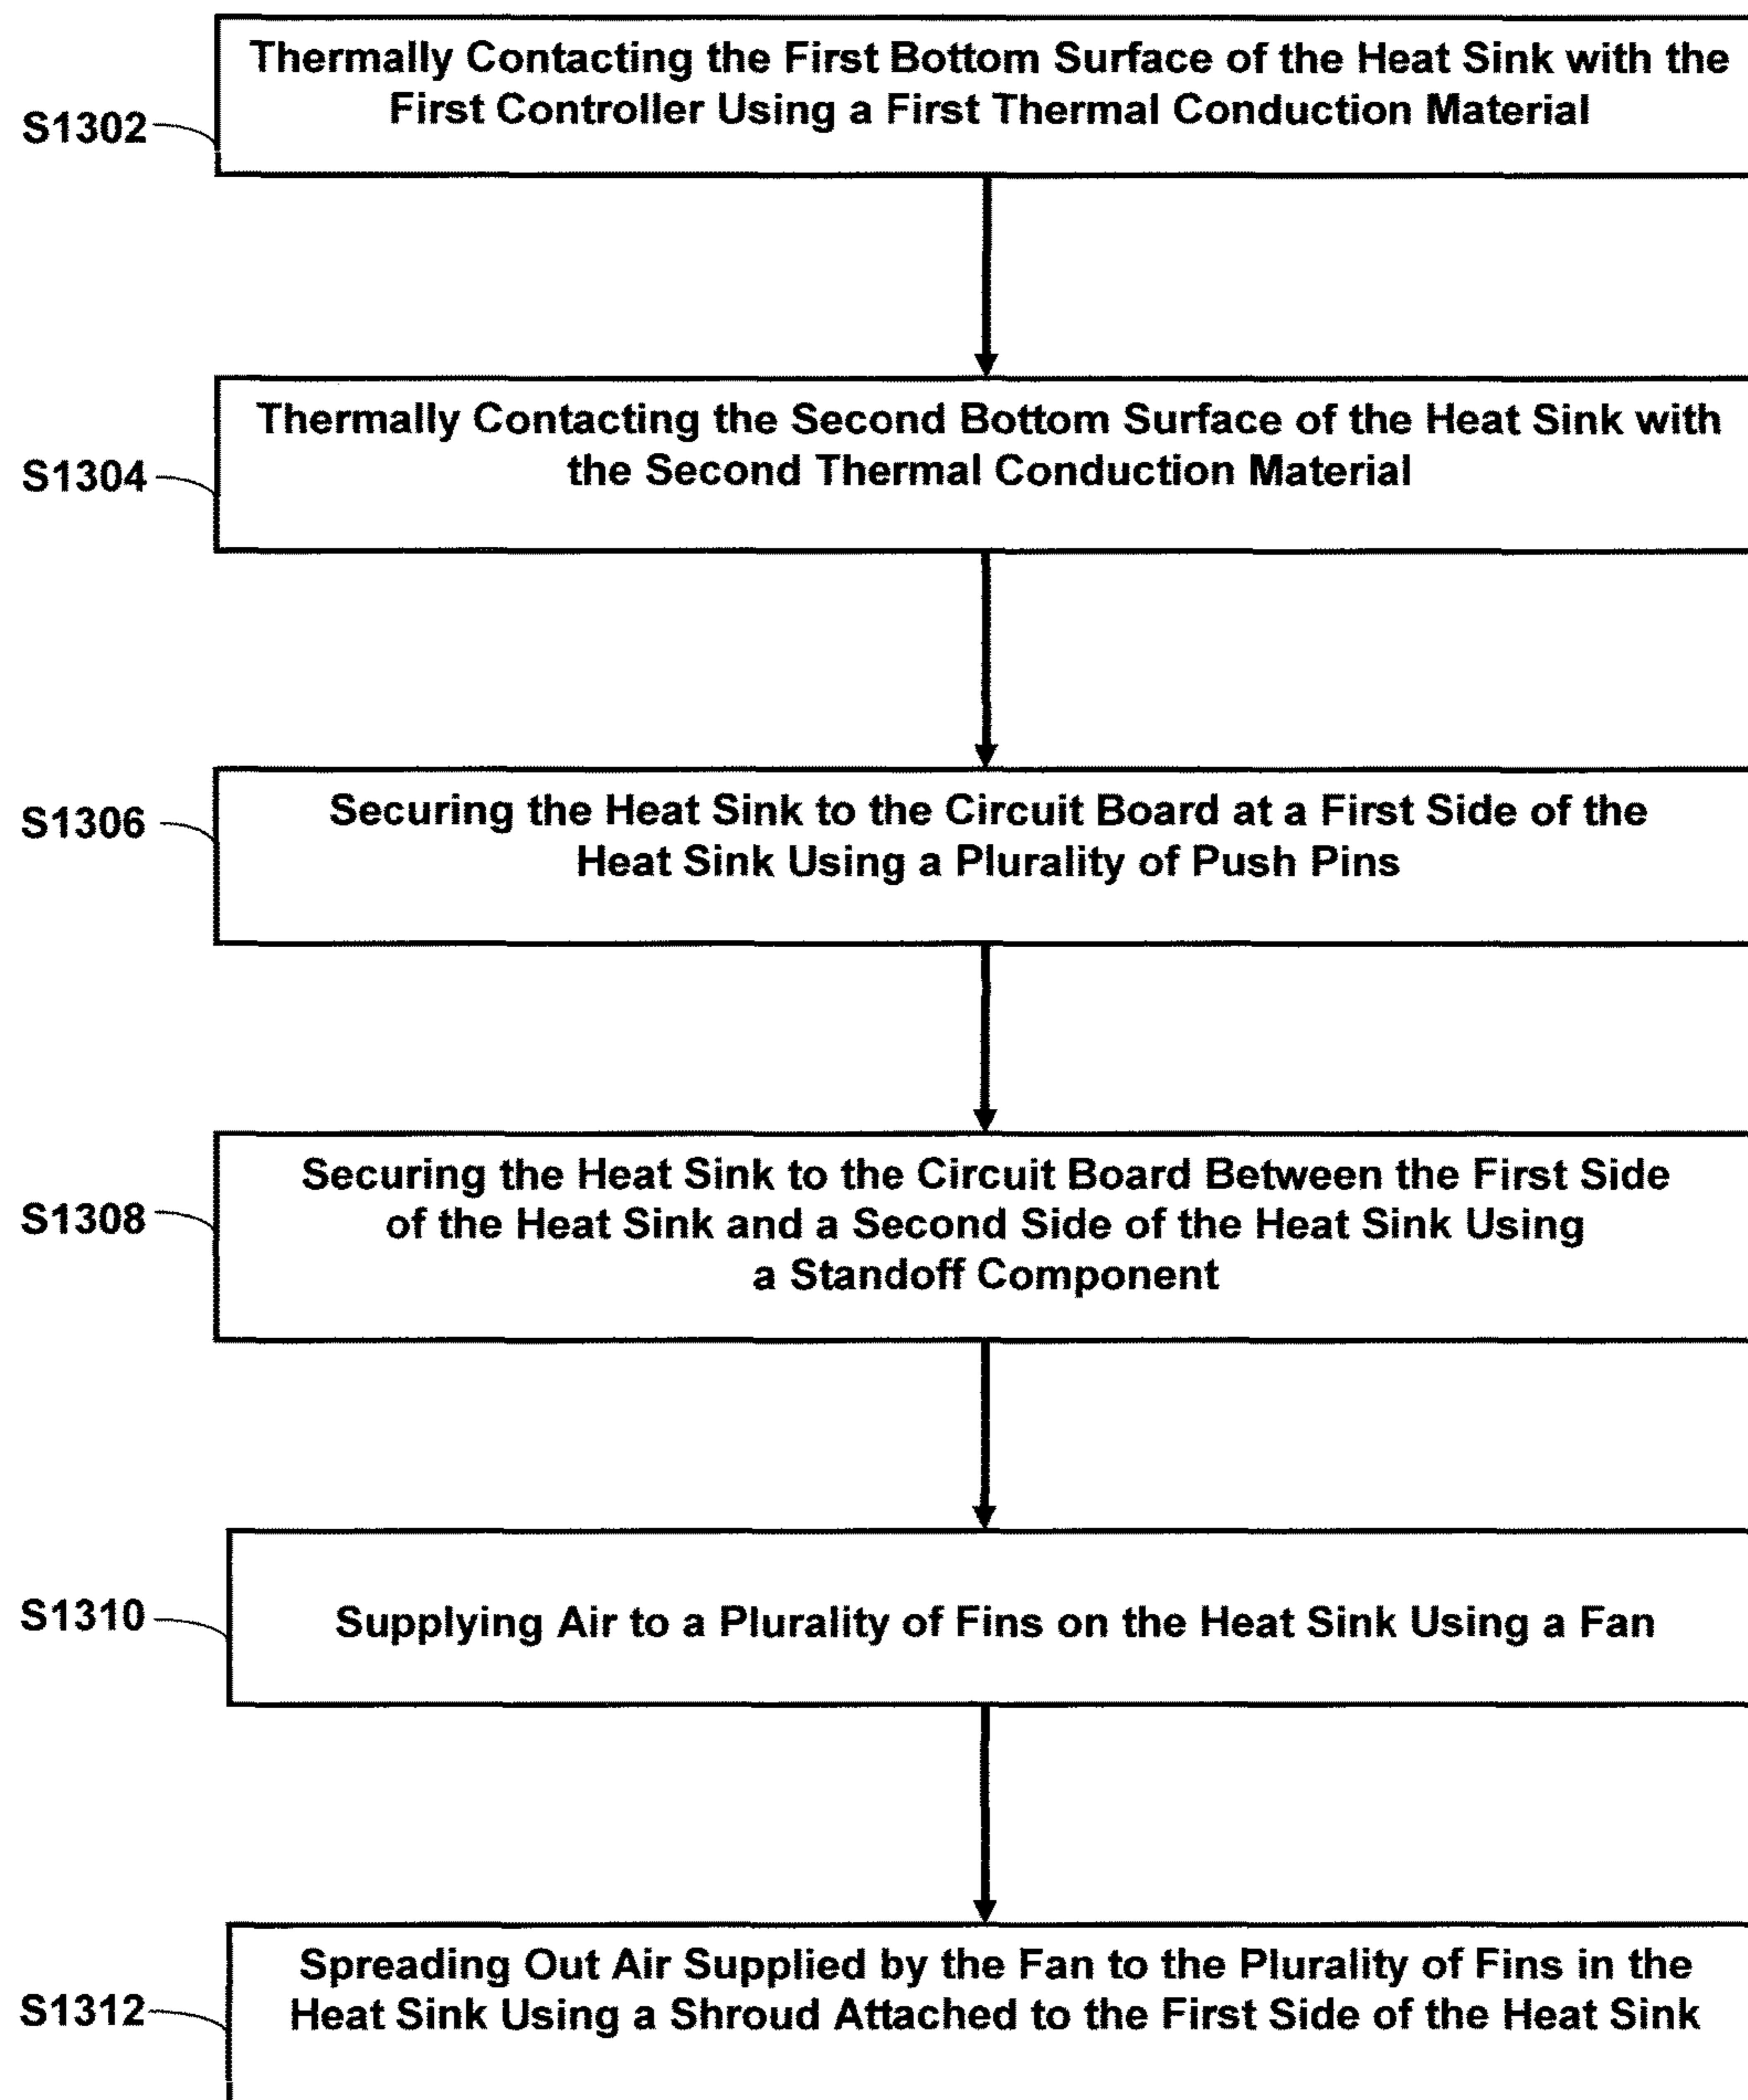 Thermally Contacting the First Bottom Surface of the Heat Sink with the
First Controller Using a First Thermal Conduction Material
S1302
Thermally Contacting the Second Bottom Surface of the Heat Sink with
the Second Thermal Conduction Material
S1304
Securing the Heat Sink to the Circuit Board at a First Side of the
Heat Sink Using a Plurality of Push Pins
S1306
Securing the Heat Sink to the Circuit Board Between the First Side
of the Heat Sink and a Second Side of the Heat Sink Using
a Standoff Component
S1308
Supplying Air to a Plurality of Fins on the Heat Sink Using a Fan
S1310
Spreading Out Air Supplied by the Fan to the Plurality of Fins in the
Heat Sink Using a Shroud Attached to the First Side of the Heat Sink
S1312